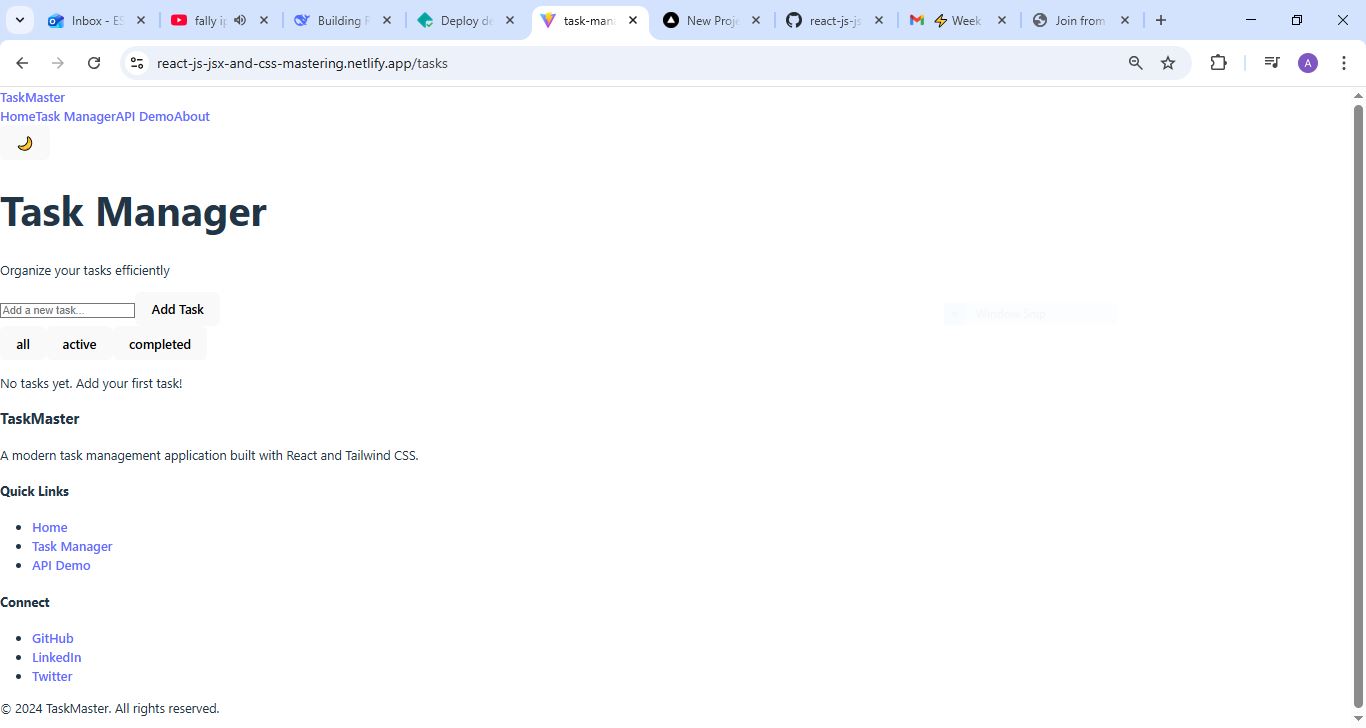 Inbox - ES
fally ip
Building R
Deploy de
task-mana
New Proje
react-js-js
Week
Join from
react-js-jsx-and-css-mastering.netlify.app/tasks
A
TaskMaster
HomeTask ManagerAPI DemoAbout
Task Manager
Organize your tasks efficiently
Add a new task... Add Task
Window Snip
all active completed
No tasks yet. Add your first task!
TaskMaster
A modern task management application built with React and Tailwind CSS.
Quick Links
Home
Task Manager
API Demo
Connect
GitHub
LinkedIn
Twitter
© 2024 TaskMaster. All rights reserved.